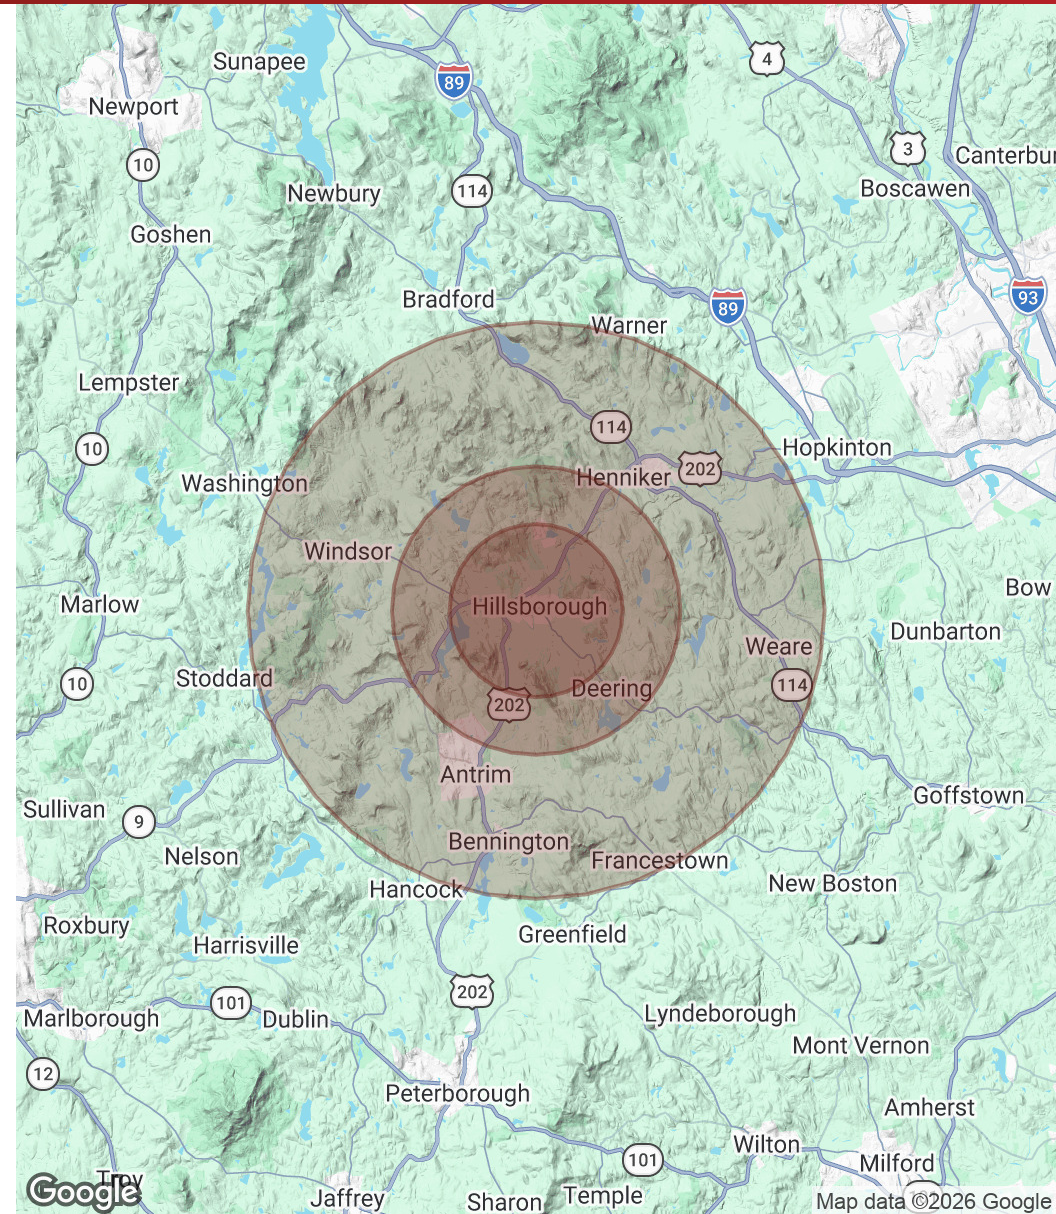 Sunapee
4
89
Newport
3
Canterbur
10
114
Newbury
Boscawen
Goshen
93
Bradford
89
Warner
Lempster
114
10
Hopkinton
202
Henniker
Washington
Windsor
Bow
Marlow
Hillsborough
Dunbarton
Weare
Stoddard
10
114
Deering
202
Antrim
Goffstown
Sullivan
9
Bennington
Nelson
Francestown
Hancock
New Boston
Roxbury
Greenfield
Harrisville
202
101
Lyndeborough
Marlborough
Dublin
Mont Vernon
12
Peterborough
Amherst
Wilton
101
Milford
Troy
Google
Jaffrey
Temple
Sharon
Map data ©2026 Google